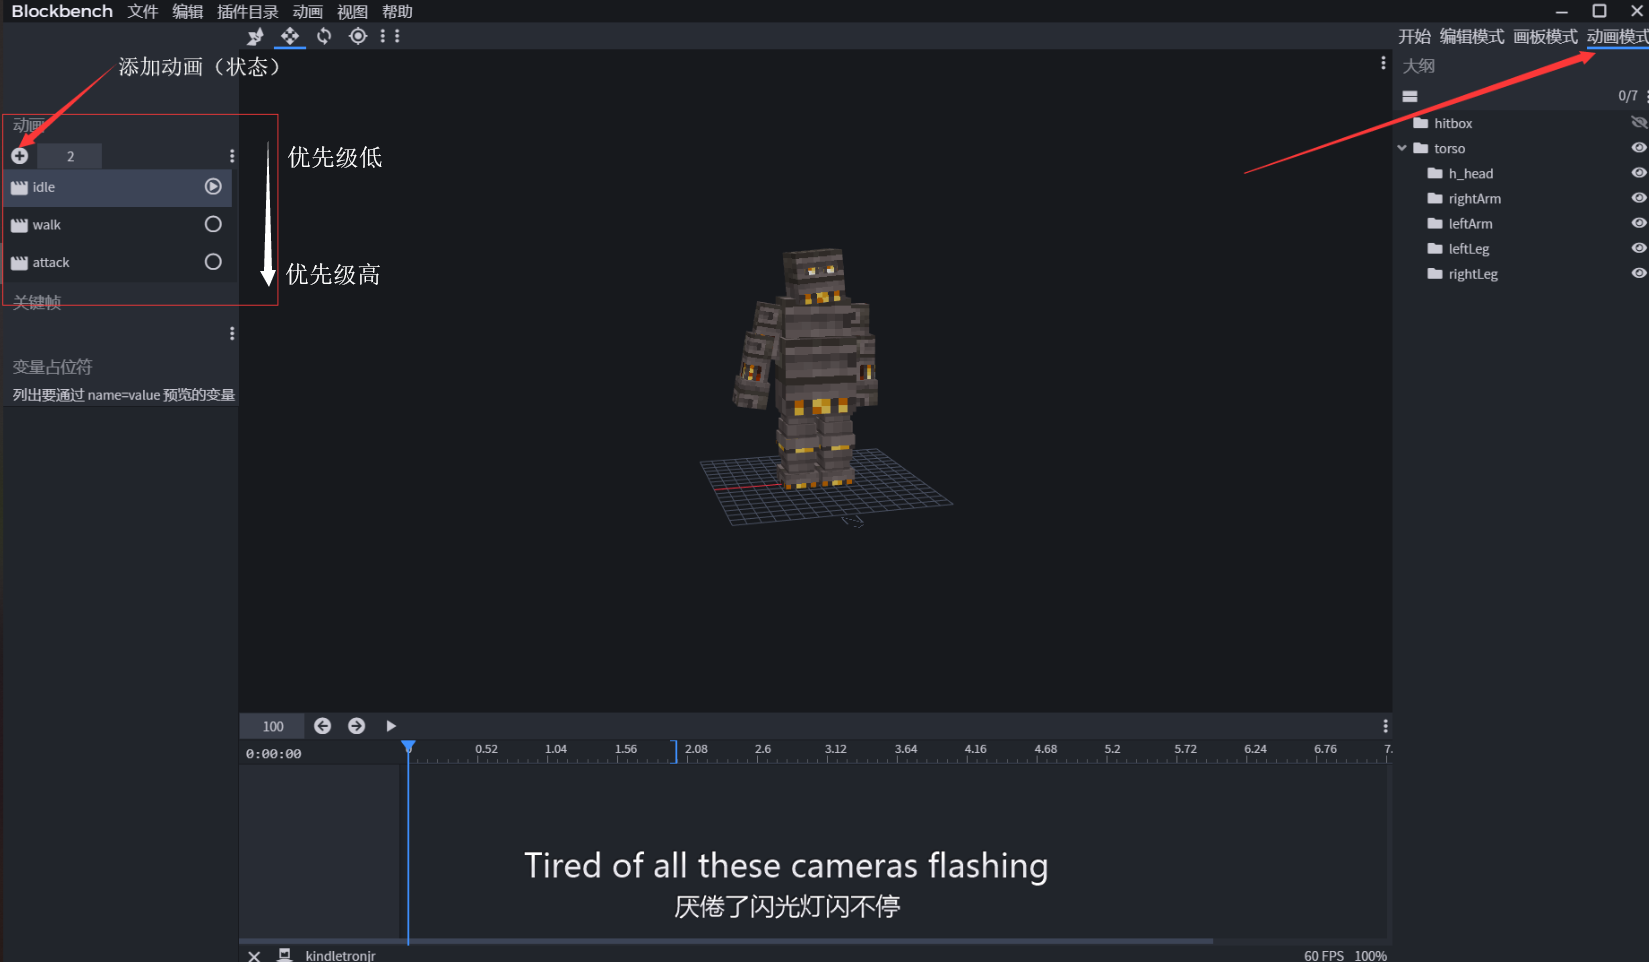 Blockbench 文件 编辑 插件目录 动画 视图 帮助
开始 编辑模式 画板模式 动画模式
添加动画（状态）
大纲
0/7
动画
2
idle
walk
attack
优先级低
优先级高
关键帧
变量占位符
列出要通过 name=value 预览的变量
hitbox
torso
h_head
rightArm
leftArm
leftLeg
rightLeg
100
0:00:00
0 0.52 1.04 1.56 2.08 2.6 3.12 3.64 4.16 4.68 5.2 5.72 6.24 6.76 7.
Tired of all these cameras flashing
厌倦了闪光灯闪不停
kindletronjr
60 FPS 100%